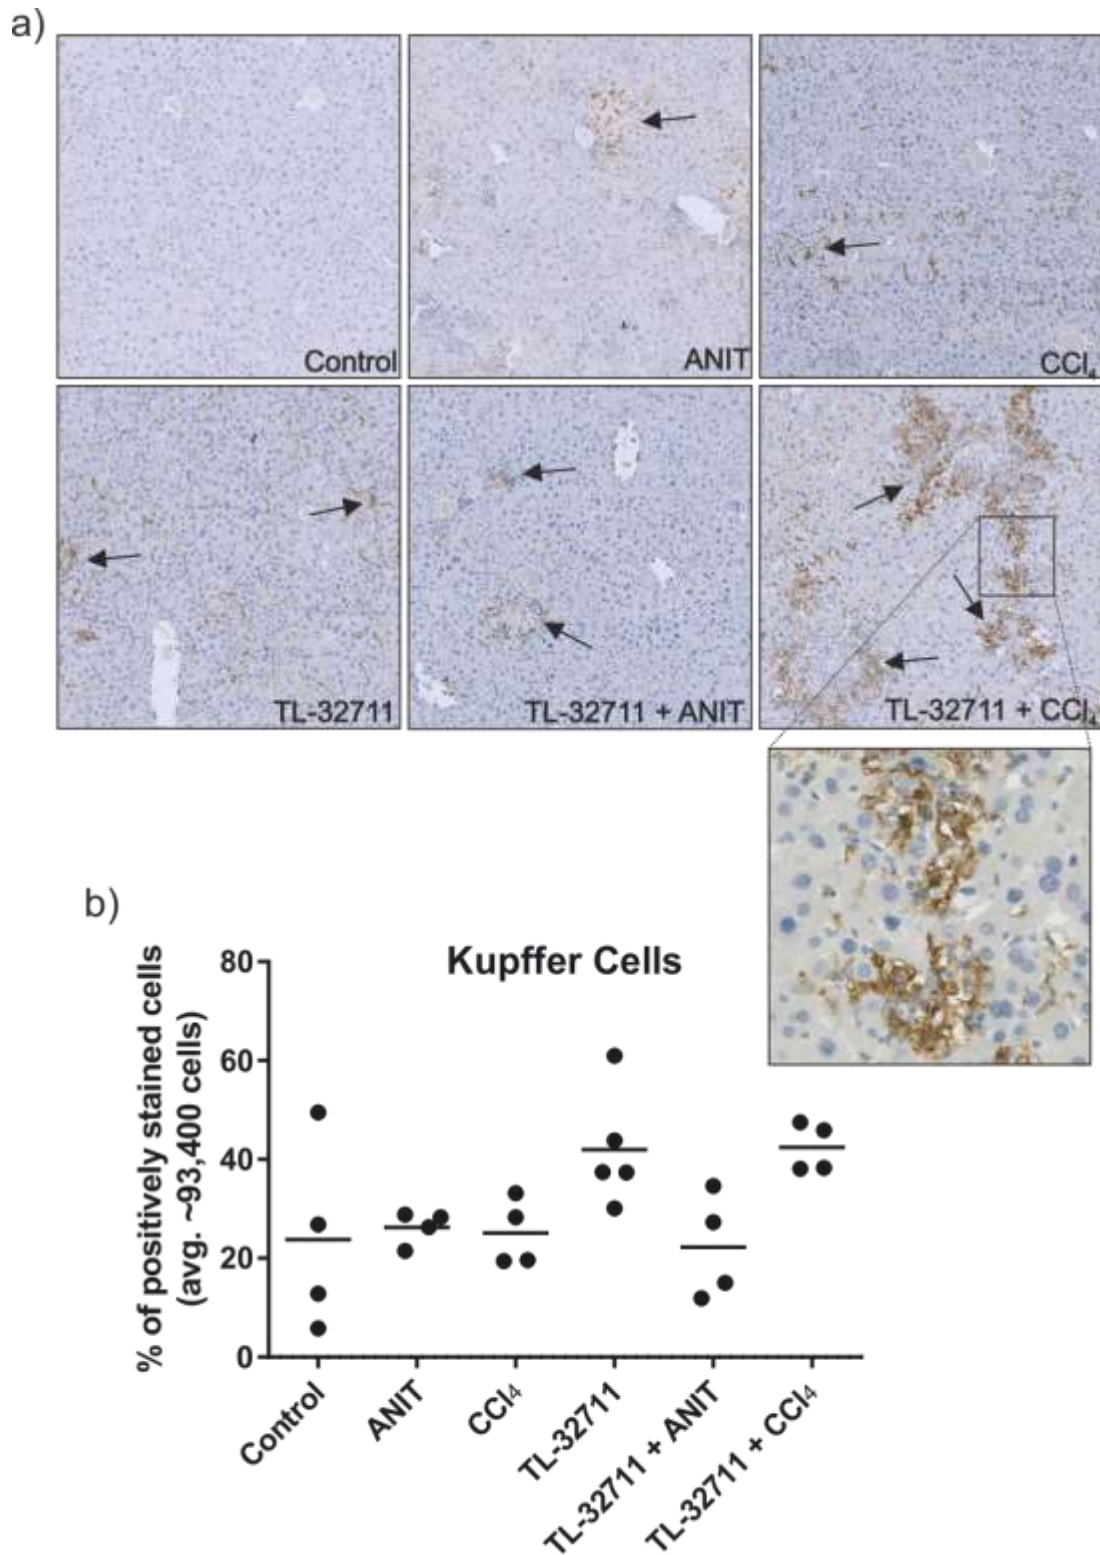 a)
Control
ANIT
CCl₄
TL-32711
TL-32711 + ANIT
TL-32711 + CCl₄
b)
Kupffer Cells
% of positively stained cells
(avg. ~93,400 cells)
80
60
40
20
0
Control
ANIT
CCl₄
TL-32711
TL-32711 + ANIT
TL-32711 + CCl₄